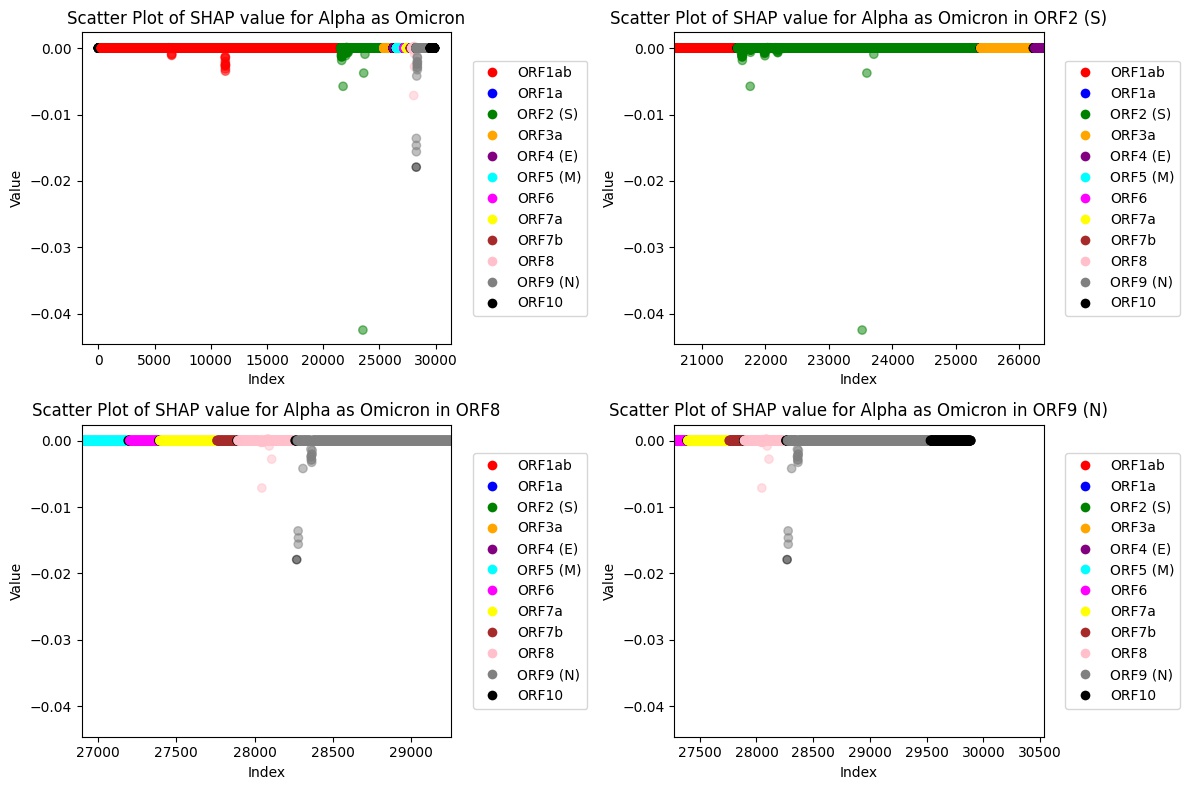 Scatter Plot of SHAP value for Alpha as Omicron
0.00
−0.01
−0.02
−0.03
−0.04
Value
0
5000
10000
15000
20000
25000
30000
Index
ORF1ab
ORF1a
ORF2 (S)
ORF3a
ORF4 (E)
ORF5 (M)
ORF6
ORF7a
ORF7b
ORF8
ORF9 (N)
ORF10
Scatter Plot of SHAP value for Alpha as Omicron in ORF2 (S)
0.00
−0.01
−0.02
−0.03
−0.04
Value
21000
22000
23000
24000
25000
26000
Index
ORF1ab
ORF1a
ORF2 (S)
ORF3a
ORF4 (E)
ORF5 (M)
ORF6
ORF7a
ORF7b
ORF8
ORF9 (N)
ORF10
Scatter Plot of SHAP value for Alpha as Omicron in ORF8
0.00
−0.01
−0.02
−0.03
−0.04
Value
27000
27500
28000
28500
29000
Index
ORF1ab
ORF1a
ORF2 (S)
ORF3a
ORF4 (E)
ORF5 (M)
ORF6
ORF7a
ORF7b
ORF8
ORF9 (N)
ORF10
Scatter Plot of SHAP value for Alpha as Omicron in ORF9 (N)
0.00
−0.01
−0.02
−0.03
−0.04
Value
27500
28000
28500
29000
29500
30000
30500
Index
ORF1ab
ORF1a
ORF2 (S)
ORF3a
ORF4 (E)
ORF5 (M)
ORF6
ORF7a
ORF7b
ORF8
ORF9 (N)
ORF10